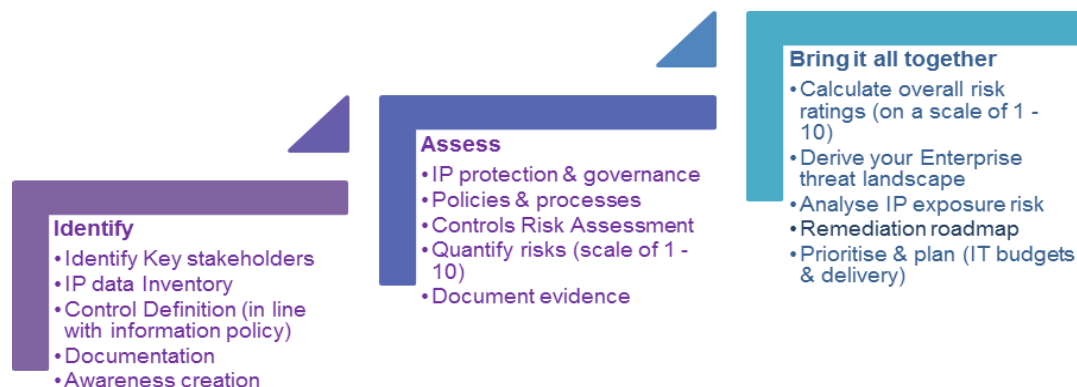 Identify
•Identify Key stakeholders
•IP data Inventory
•Control Definition (in line
with information policy)
•Documentation
•Awareness creation
Assess
•IP protection & governance
•Policies & processes
•Controls Risk Assessment
•Quantify risks (scale of 1 -
10)
•Document evidence
Bring it all together
•Calculate overall risk
ratings (on a scale of 1 -
10)
•Derive your Enterprise
threat landscape
•Analyse IP exposure risk
•Remediation roadmap
•Prioritise & plan (IT budgets
& delivery)